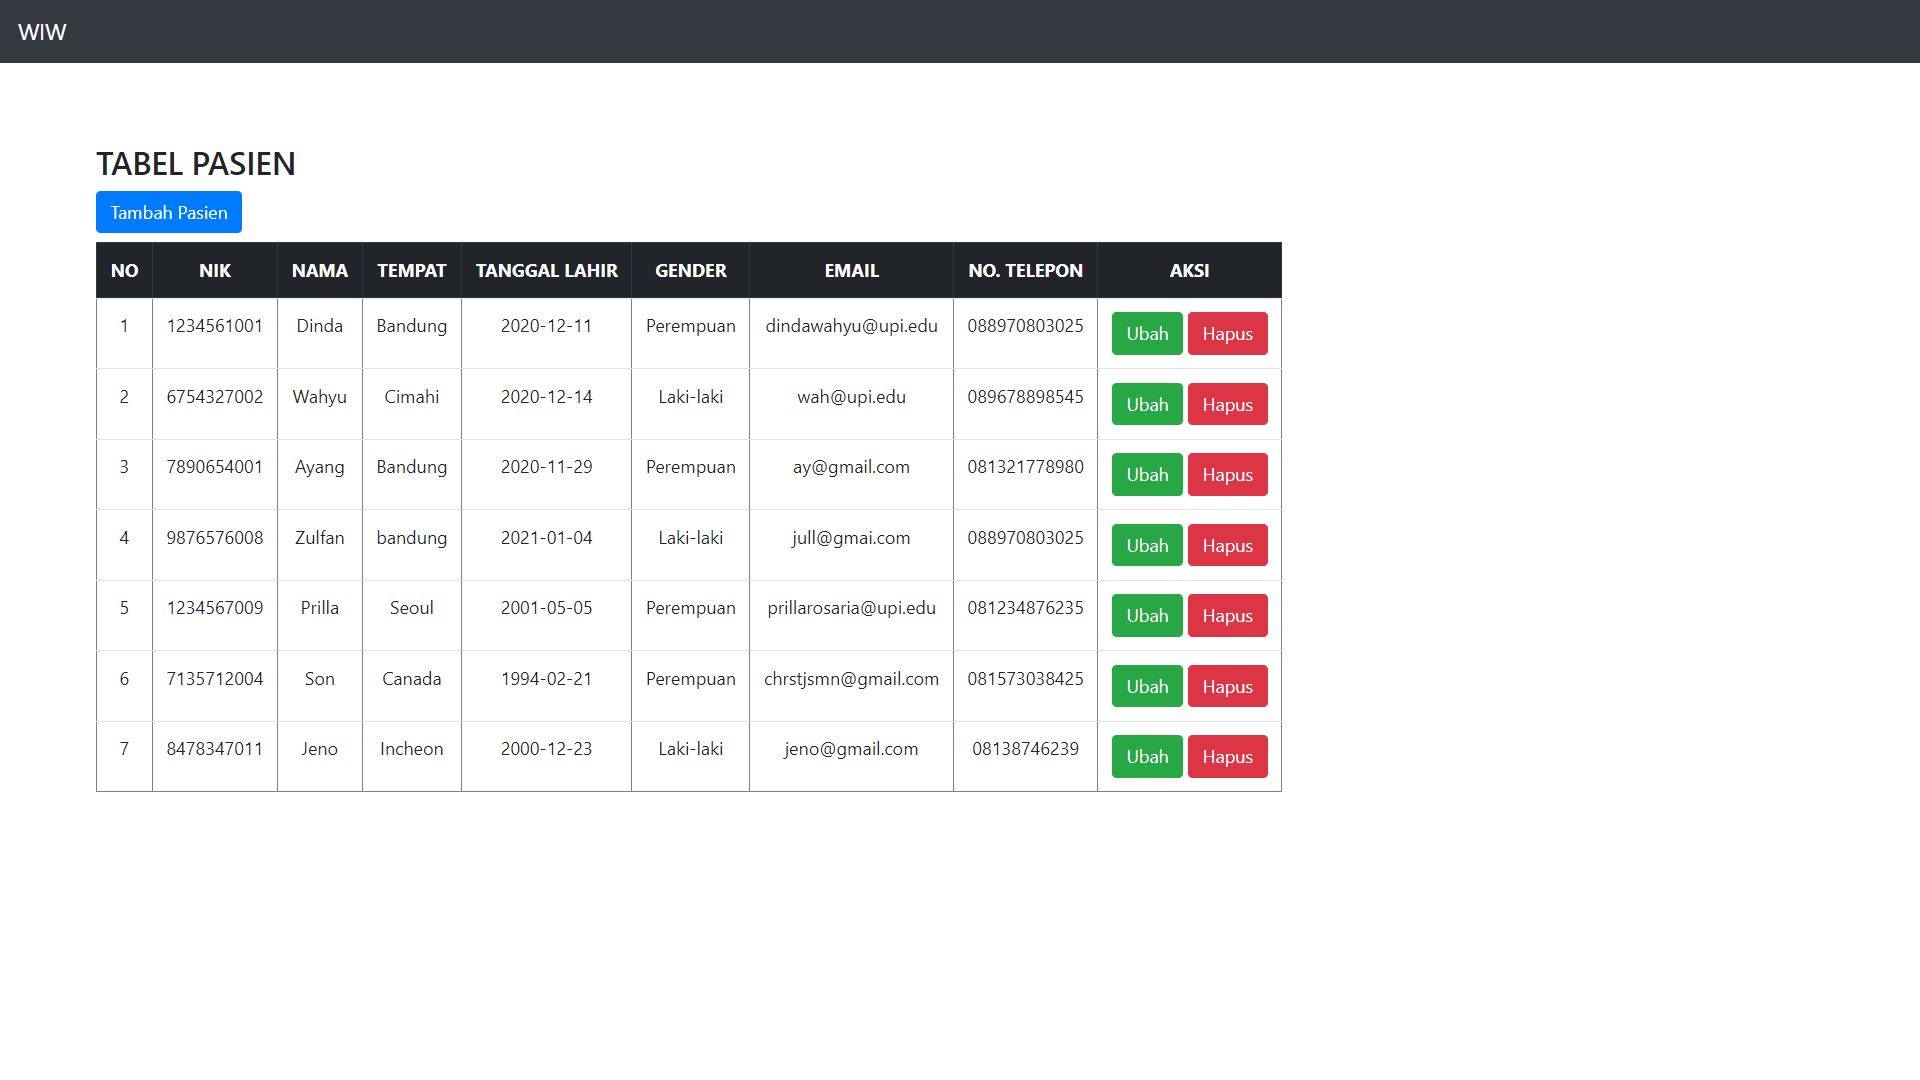 WIW
TABEL PASIEN
Tambah Pasien
NO NIK NAMA TEMPAT TANGGAL LAHIR GENDER EMAIL NO. TELEPON AKSI
1 1234561001 Dinda Bandung 2020-12-11 Perempuan dindawahyu@upi.edu 088970803025 Ubah Hapus
2 6754327002 Wahyu Cimahi 2020-12-14 Laki-laki wah@upi.edu 089678898545 Ubah Hapus
3 7890654001 Ayang Bandung 2020-11-29 Perempuan ay@gmail.com 081321778980 Ubah Hapus
4 9876576008 Zulfan bandung 2021-01-04 Laki-laki jull@gmai.com 088970803025 Ubah Hapus
5 1234567009 Prilla Seoul 2001-05-05 Perempuan prillarosaria@upi.edu 081234876235 Ubah Hapus
6 7135712004 Son Canada 1994-02-21 Perempuan chrstjsmn@gmail.com 081573038425 Ubah Hapus
7 8478347011 Jeno Incheon 2000-12-23 Laki-laki jeno@gmail.com 08138746239 Ubah Hapus